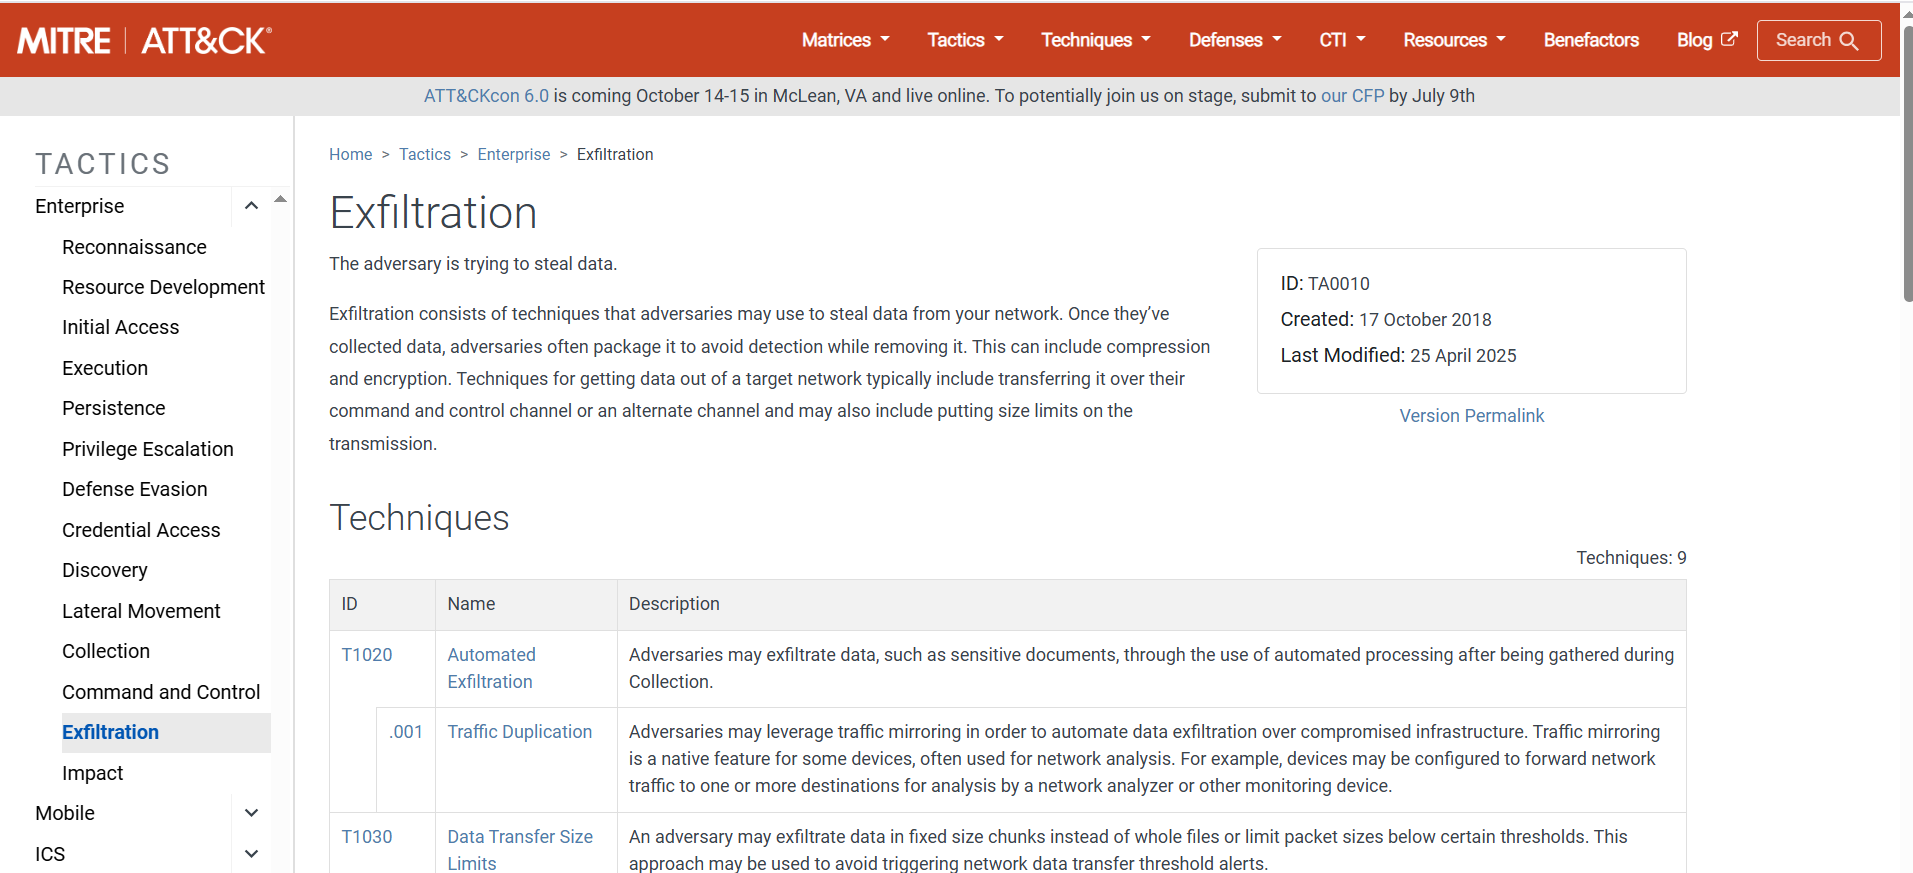 MITRE | ATT&CK®
Matrices
Tactics
Techniques
Defenses
CTI
Resources
Benefactors
Blog
Search
ATT&CKcon 6.0 is coming October 14-15 in McLean, VA and live online. To potentially join us on stage, submit to our CFP by July 9th
TACTICS
Enterprise
Reconnaissance
Resource Development
Initial Access
Execution
Persistence
Privilege Escalation
Defense Evasion
Credential Access
Discovery
Lateral Movement
Collection
Command and Control
Exfiltration
Impact
Mobile
ICS
Home > Tactics > Enterprise > Exfiltration
Exfiltration
The adversary is trying to steal data.
Exfiltration consists of techniques that adversaries may use to steal data from your network. Once they’ve
collected data, adversaries often package it to avoid detection while removing it. This can include compression
and encryption. Techniques for getting data out of a target network typically include transferring it over their
command and control channel or an alternate channel and may also include putting size limits on the
transmission.
ID: TA0010
Created: 17 October 2018
Last Modified: 25 April 2025
Version Permalink
Techniques
Techniques: 9
ID Name Description
T1020
Automated
Exfiltration
Adversaries may exfiltrate data, such as sensitive documents, through the use of automated processing after being gathered during
Collection.
.001
Traffic Duplication
Adversaries may leverage traffic mirroring in order to automate data exfiltration over compromised infrastructure. Traffic mirroring
is a native feature for some devices, often used for network analysis. For example, devices may be configured to forward network
traffic to one or more destinations for analysis by a network analyzer or other monitoring device.
T1030
Data Transfer Size
Limits
An adversary may exfiltrate data in fixed size chunks instead of whole files or limit packet sizes below certain thresholds. This
approach may be used to avoid triggering network data transfer threshold alerts.